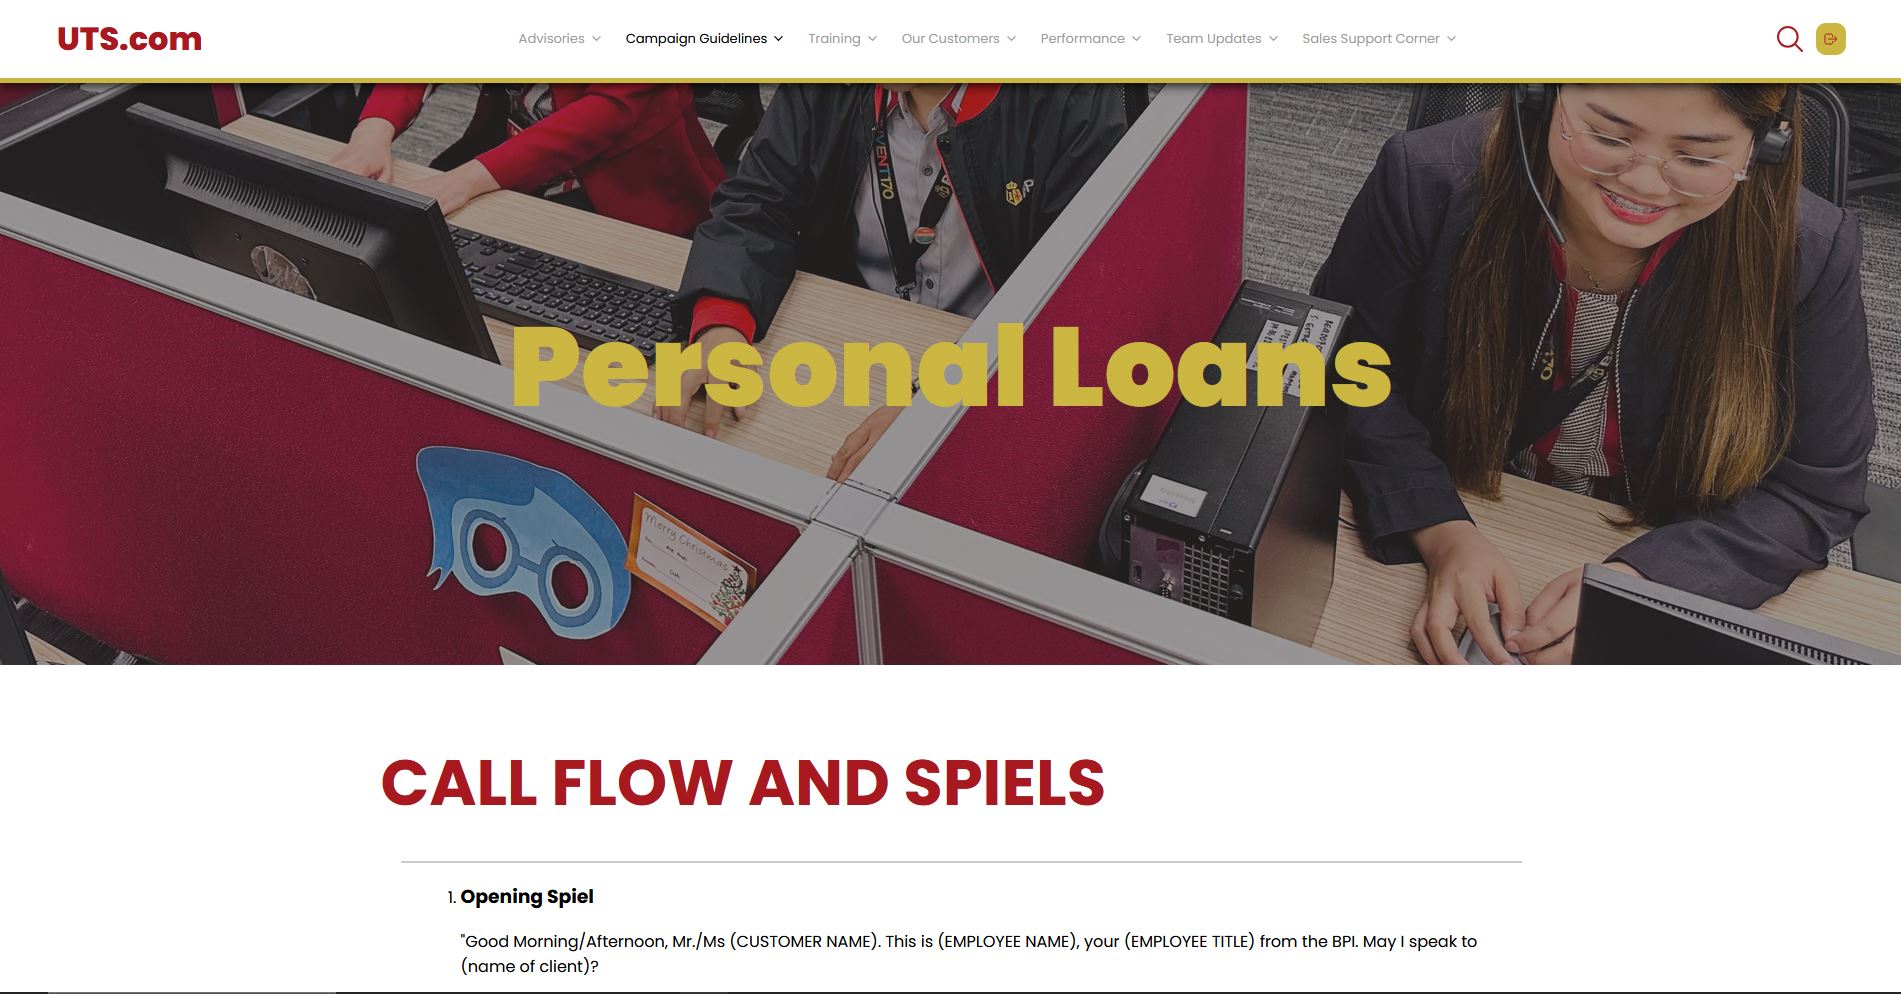 UTS.com
Advisories
Campaign Guidelines
Training
Our Customers
Performance
Team Updates
Sales Support Corner
Personal Loans
Merry Christmas
CALL FLOW AND SPIELS
1. Opening Spiel
"Good Morning/Afternoon, Mr./Ms (CUSTOMER NAME). This is (EMPLOYEE NAME), your (EMPLOYEE TITLE) from the BPI. May I speak to
(name of client)?